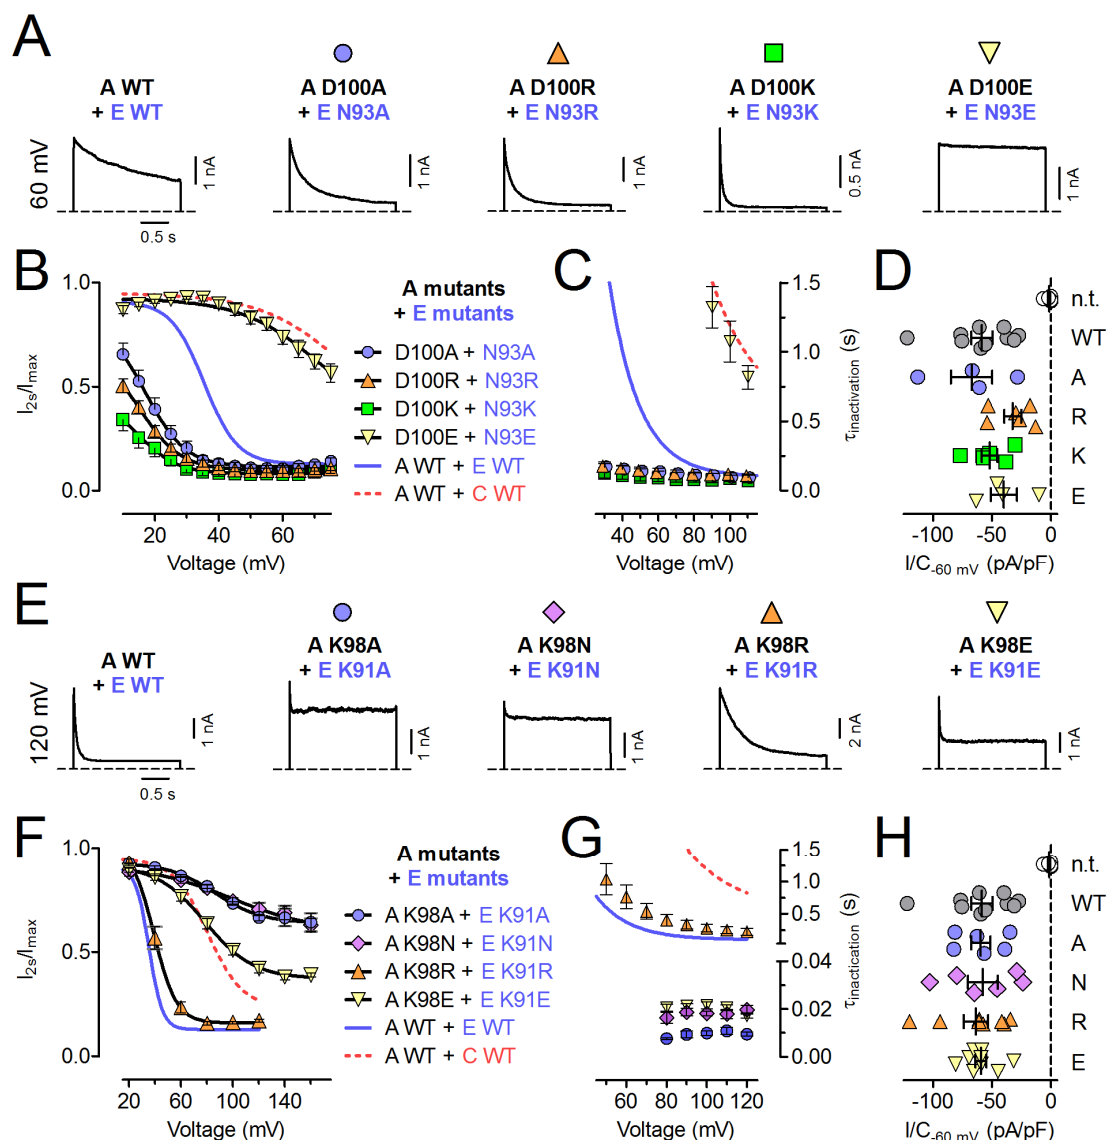 A
A WT
+ E WT
A D100A
+ E N93A
A D100R
+ E N93R
A D100K
+ E N93K
A D100E
+ E N93E
60 mV
1 nA
1 nA
1 nA
0.5 nA
1 nA
0.5 s
B
I2s/Imax
1.0
0.5
0.0
20 40 60
Voltage (mV)
A mutants
+ E mutants
D100A + N93A
D100R + N93R
D100K + N93K
D100E + N93E
A WT + E WT
A WT + C WT
C
1.5
1.0
0.5
0.0
τinactivation (s)
40 60 80 100
Voltage (mV)
D
n.t.
WT
A
R
K
E
-100 -50 0
I/C-60 mV (pA/pF)
E
A WT
+ E WT
A K98A
+ E K91A
A K98N
+ E K91N
A K98R
+ E K91R
A K98E
+ E K91E
120 mV
1 nA
1 nA
1 nA
2 nA
1 nA
0.5 s
F
I2s/Imax
1.0
0.5
0.0
20 60 100 140
Voltage (mV)
A mutants
+ E mutants
A K98A + E K91A
A K98N + E K91N
A K98R + E K91R
A K98E + E K91E
A WT + E WT
A WT + C WT
G
1.5
1.0
0.5
0.04
0.02
0.00
τinactication (s)
60 80 100 120
Voltage (mV)
H
n.t.
WT
A
N
R
E
-100 -50 0
I/C-60 mV (pA/pF)